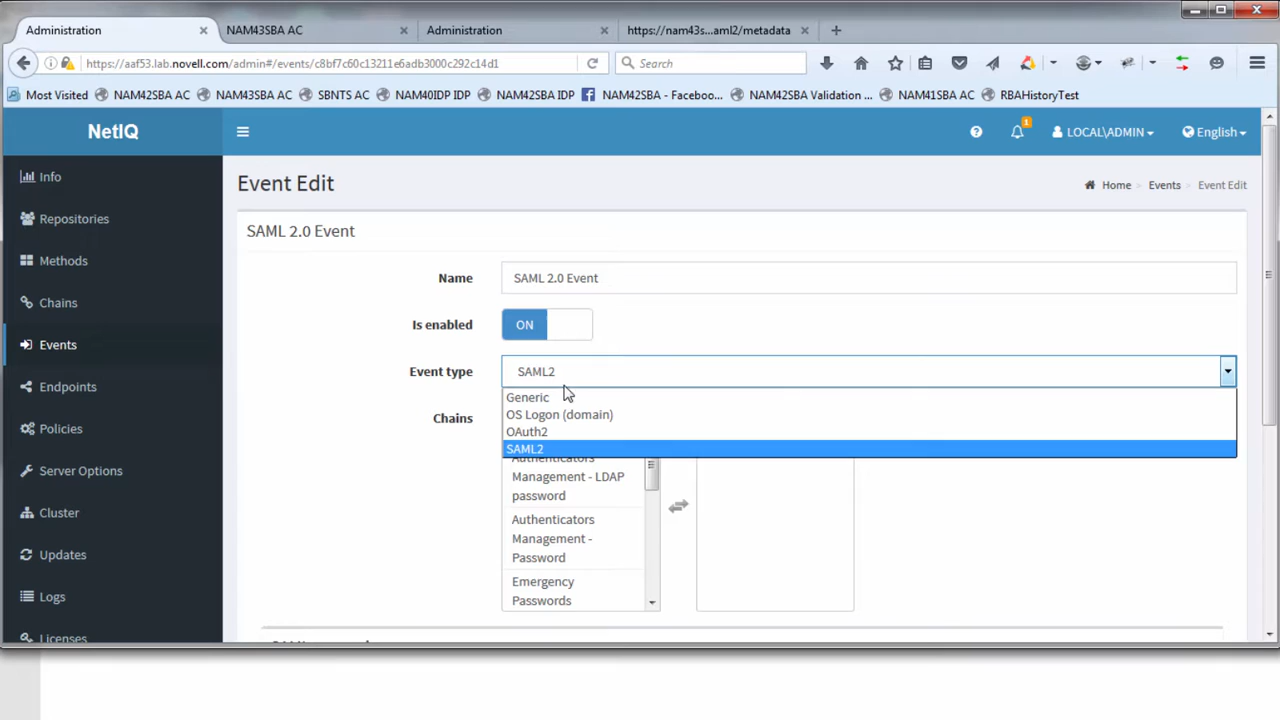 Administration
NAM43SBA AC
Administration
https://nam43s...aml2/metadata
https://aaf53.lab.novell.com/admin#/events/c8bf7c60c13211e6adb3000c292c14d1
Search
Most Visited
NAM42SBA AC
NAM43SBA AC
SBNTS AC
NAM40IDP IDP
NAM42SBA IDP
NAM42SBA - Faceboo...
NAM42SBA Validation ...
NAM41SBA AC
RBAHistoryTest
NetIQ
1
LOCAL\ADMIN
English
Info
Repositories
Methods
Chains
Events
Endpoints
Policies
Server Options
Cluster
Updates
Logs
Licenses
Event Edit
Home > Events > Event Edit
SAML 2.0 Event
Name
SAML 2.0 Event
Is enabled
ON
Event type
SAML2
Generic
OS Logon (domain)
OAuth2
SAML2
Chains
Authenticators
Management - LDAP
password
Authenticators
Management -
Password
Emergency
Passwords